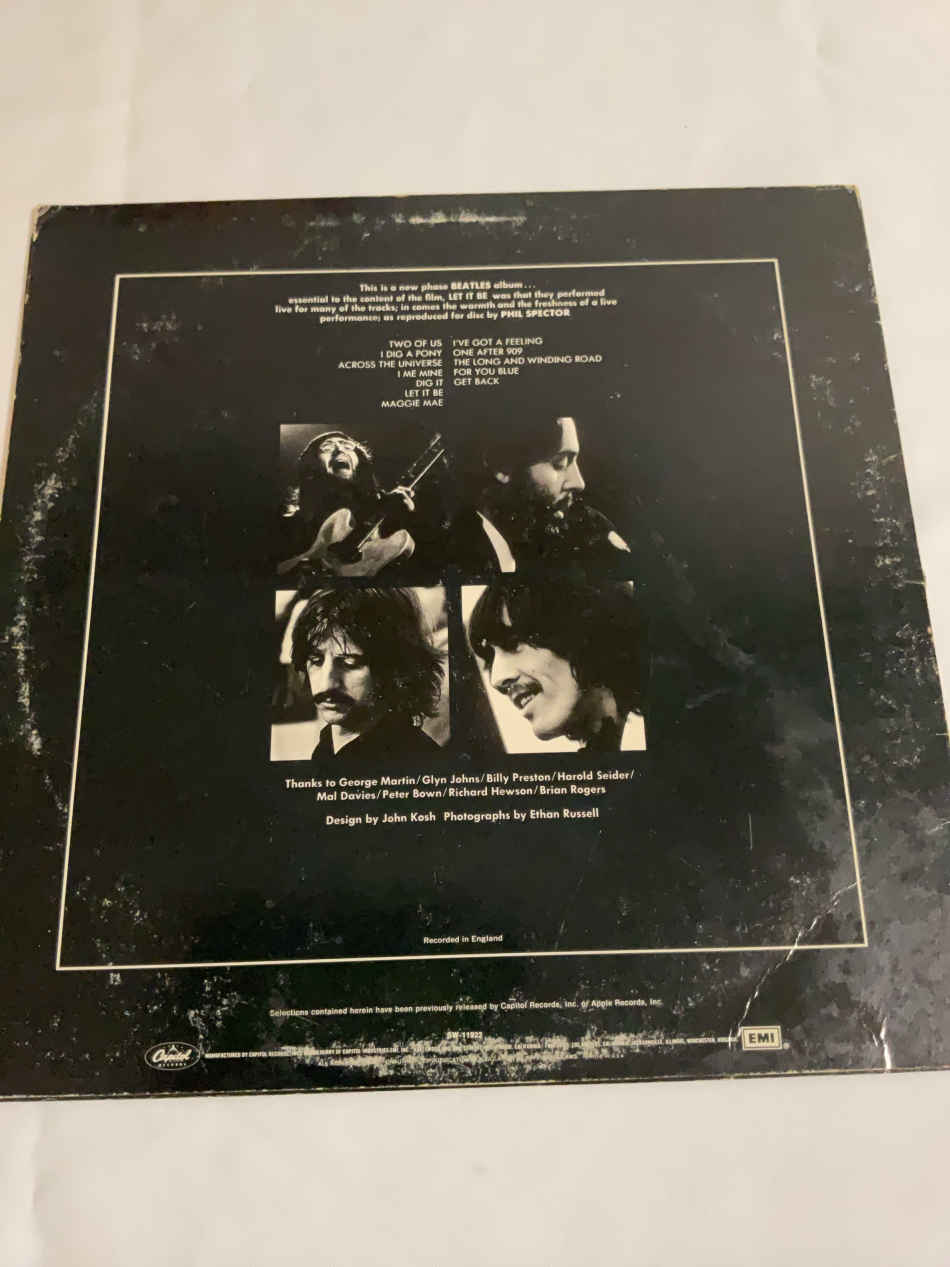 This is a new phase BEATLES album...
essential to the content of the film, LET IT BE was that they performed
live for many of the tracks; in comes the warmth and the freshness of a live
performance; as reproduced for disc by PHIL SPECTOR
TWO OF US
I DIG A PONY
ACROSS THE UNIVERSE
I ME MINE
DIG IT
LET IT BE
MAGGIE MAE
I'VE GOT A FEELING
ONE AFTER 909
THE LONG AND WINDING ROAD
FOR YOU BLUE
GET BACK
Thanks to George Martin/Glyn Johns/Billy Preston/Harold Seider/
Mal Davies/Peter Bown/Richard Hewson/Brian Rogers
Design by John Kosh Photographs by Ethan Russell
Recorded in England
Selections contained herein have been previously released by Capitol Records, Inc. or Apple Records, Inc.
SW-11922
Capitol
RECORDS
MANUFACTURED BY CAPITOL
EMI